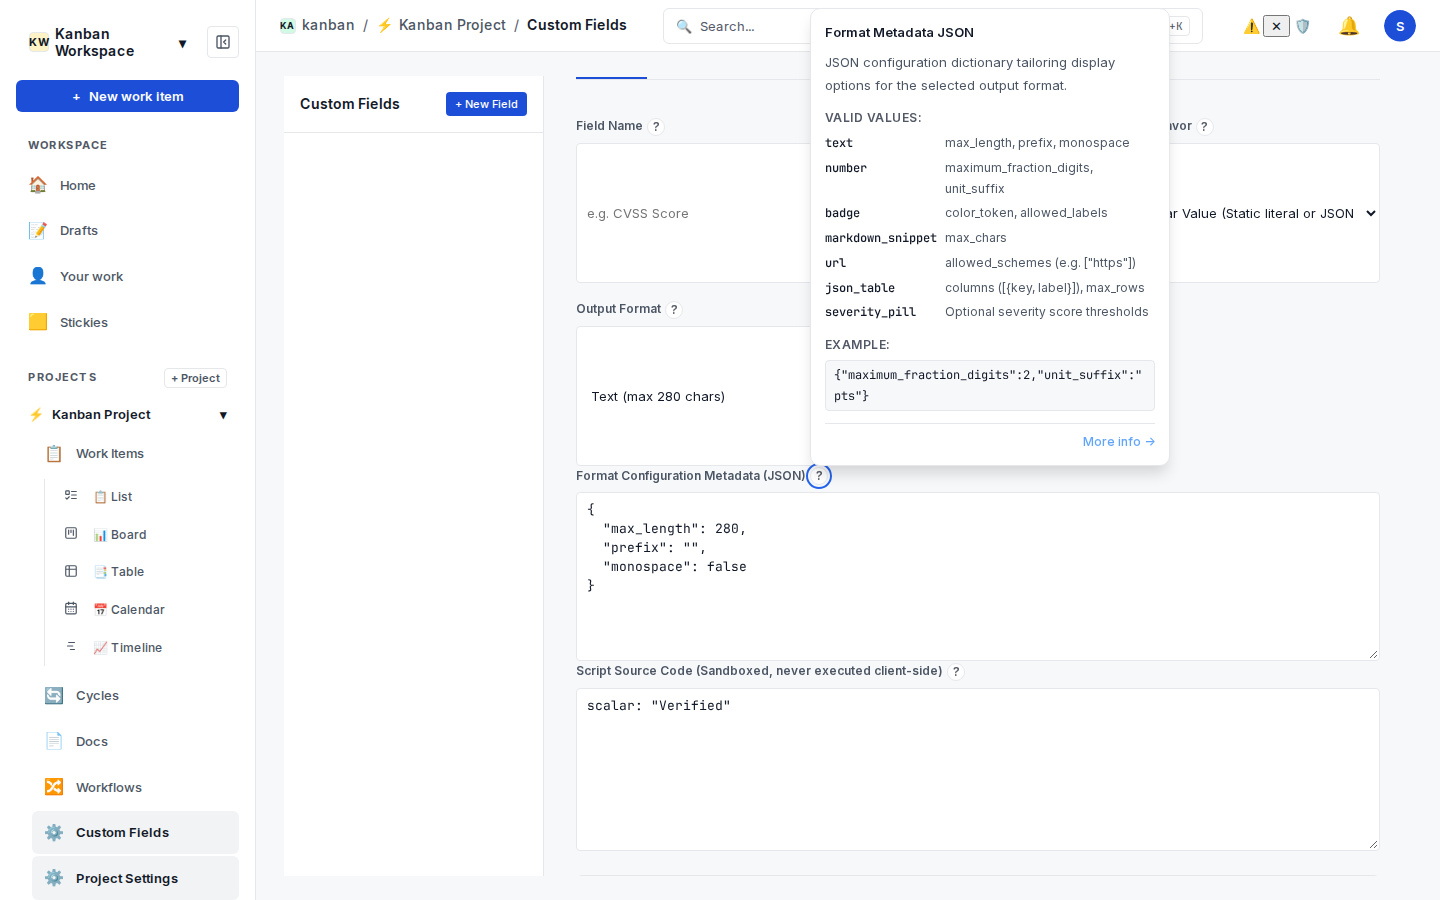 KW Kanban Workspace ▾
+ New work item
WORKSPACE
Home
Drafts
Your work
Stickies
PROJECTS + Project
Kanban Project ▾
Work Items
List
Board
Table
Calendar
Timeline
Cycles
Docs
Workflows
Custom Fields
Project Settings
KA kanban / Kanban Project / Custom Fields
Search...
+K
✕
S
Custom Fields + New Field
Field Name ?
e.g. CVSS Score
?
Value (Static literal or JSON
Output Format ?
Text (max 280 chars)
Format Metadata JSON
JSON configuration dictionary tailoring display
options for the selected output format.
VALID VALUES:
text max_length, prefix, monospace
number maximum_fraction_digits,
unit_suffix
badge color_token, allowed_labels
markdown_snippet max_chars
url allowed_schemes (e.g. ["https"])
json_table columns ([{key, label}]), max_rows
severity_pill Optional severity score thresholds
EXAMPLE:
{"maximum_fraction_digits":2,"unit_suffix":"
pts"}
More info →
Format Configuration Metadata (JSON) ?
{
"max_length": 280,
"prefix": "",
"monospace": false
}
Script Source Code (Sandboxed, never executed client-side) ?
scalar: "Verified"